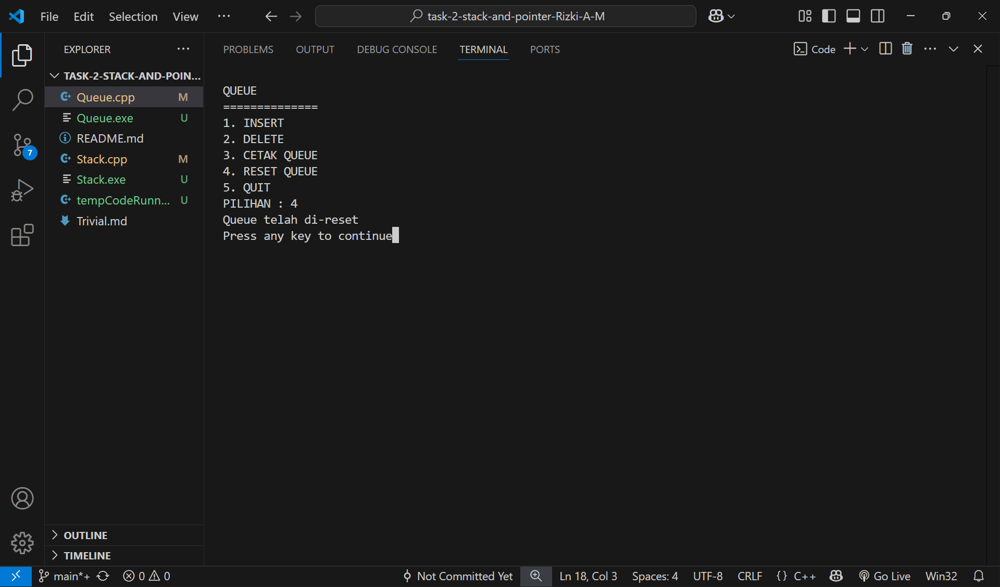 File Edit Selection View ···
task-2-stack-and-pointer-Rizki-A-M
EXPLORER
TASK-2-STACK-AND-POIN...
Queue.cpp M
Queue.exe U
README.md
Stack.cpp M
Stack.exe U
tempCodeRunn... U
Trivial.md
7
OUTLINE
TIMELINE
PROBLEMS OUTPUT DEBUG CONSOLE TERMINAL PORTS
Code
QUEUE
==============
1. INSERT
2. DELETE
3. CETAK QUEUE
4. RESET QUEUE
5. QUIT
PILIHAN : 4
Queue telah di-reset
Press any key to continue
main*+ 0 0 Not Committed Yet Ln 18, Col 3 Spaces: 4 UTF-8 CRLF {} C++ Go Live Win32